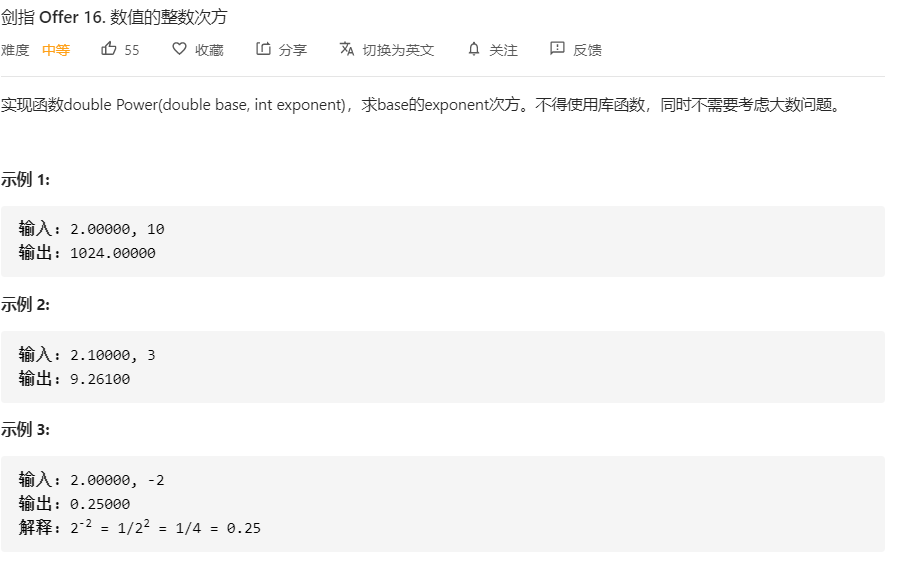 剑指 Offer 16. 数值的整数次方
难度 中等 55 收藏 分享 切换为英文 关注 反馈
实现函数double Power(double base, int exponent)，求base的exponent次方。不得使用库函数，同时不需要考虑大数问题。
示例 1:
输入：2.00000, 10
输出：1024.00000
示例 2:
输入：2.10000, 3
输出：9.26100
示例 3:
输入：2.00000, -2
输出：0.25000
解释：2⁻² = 1/2² = 1/4 = 0.25